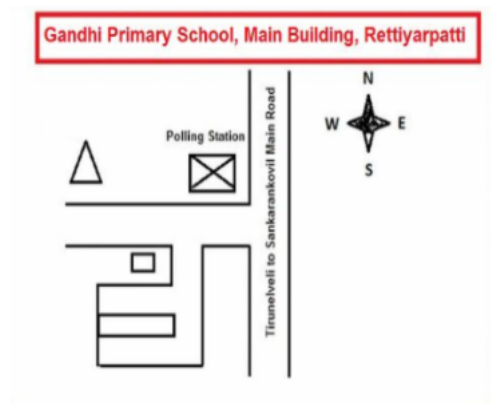 Gandhi Primary School, Main Building, Rettiyarpatti
N
W
E
S
Polling Station
Tirunelveli to Sankarankovil Main Road